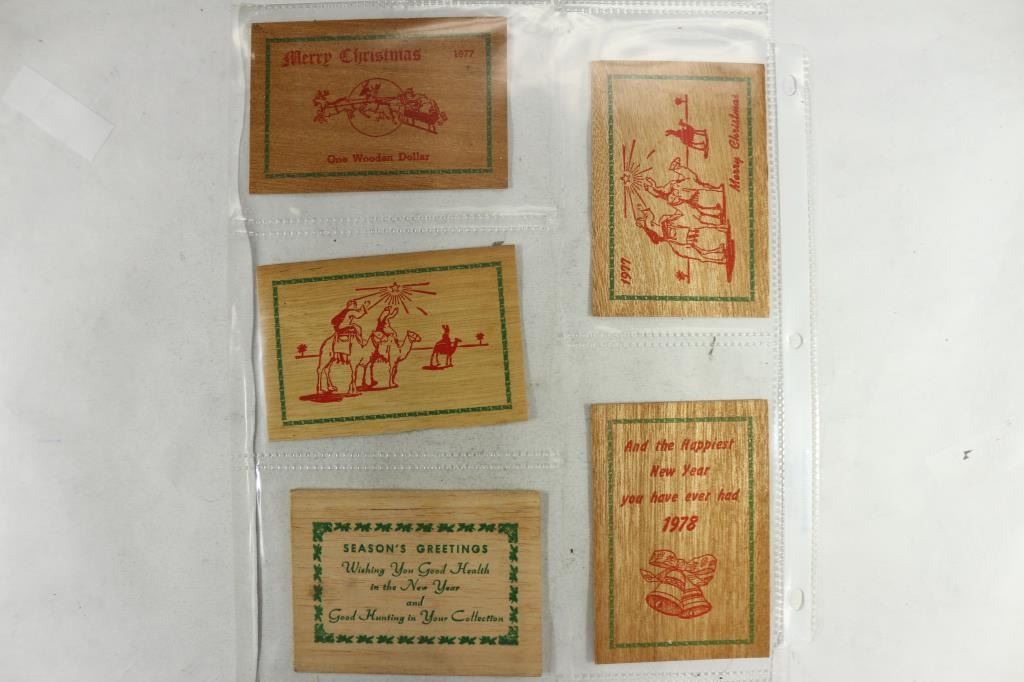 Merry Christmas 1977
One Wooden Dollar
1977 Merry Christmas
SEASON'S GREETINGS
Wishing You Good Health
in the New Year
and
Good Hunting in Your Collection
And the Happiest
New Year
you have ever had
1978